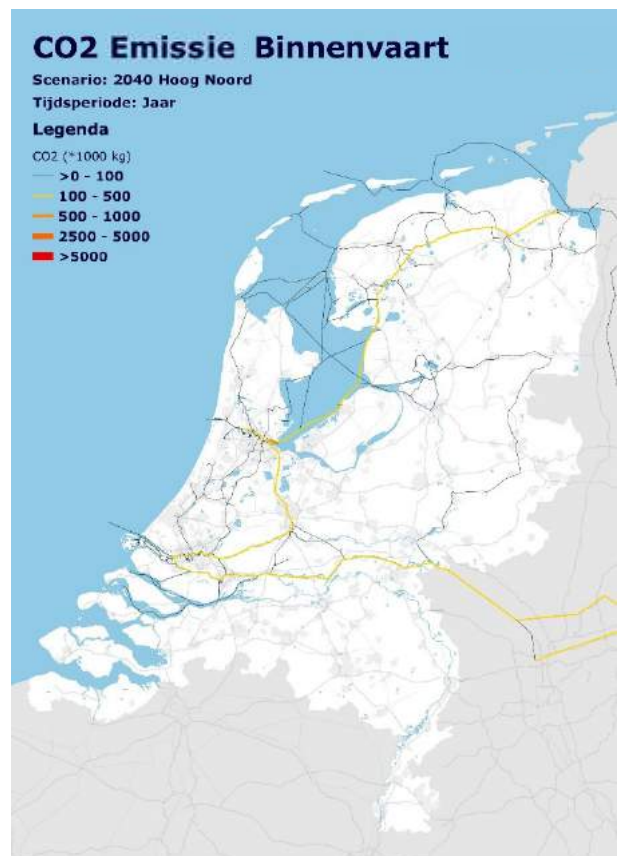 CO2 Emissie Binnenvaart
Scenario: 2040 Hoog Noord
Tijdsperiode: Jaar
Legenda
CO2 (*1000 kg)
>0 - 100
100 - 500
500 - 1000
2500 - 5000
>5000